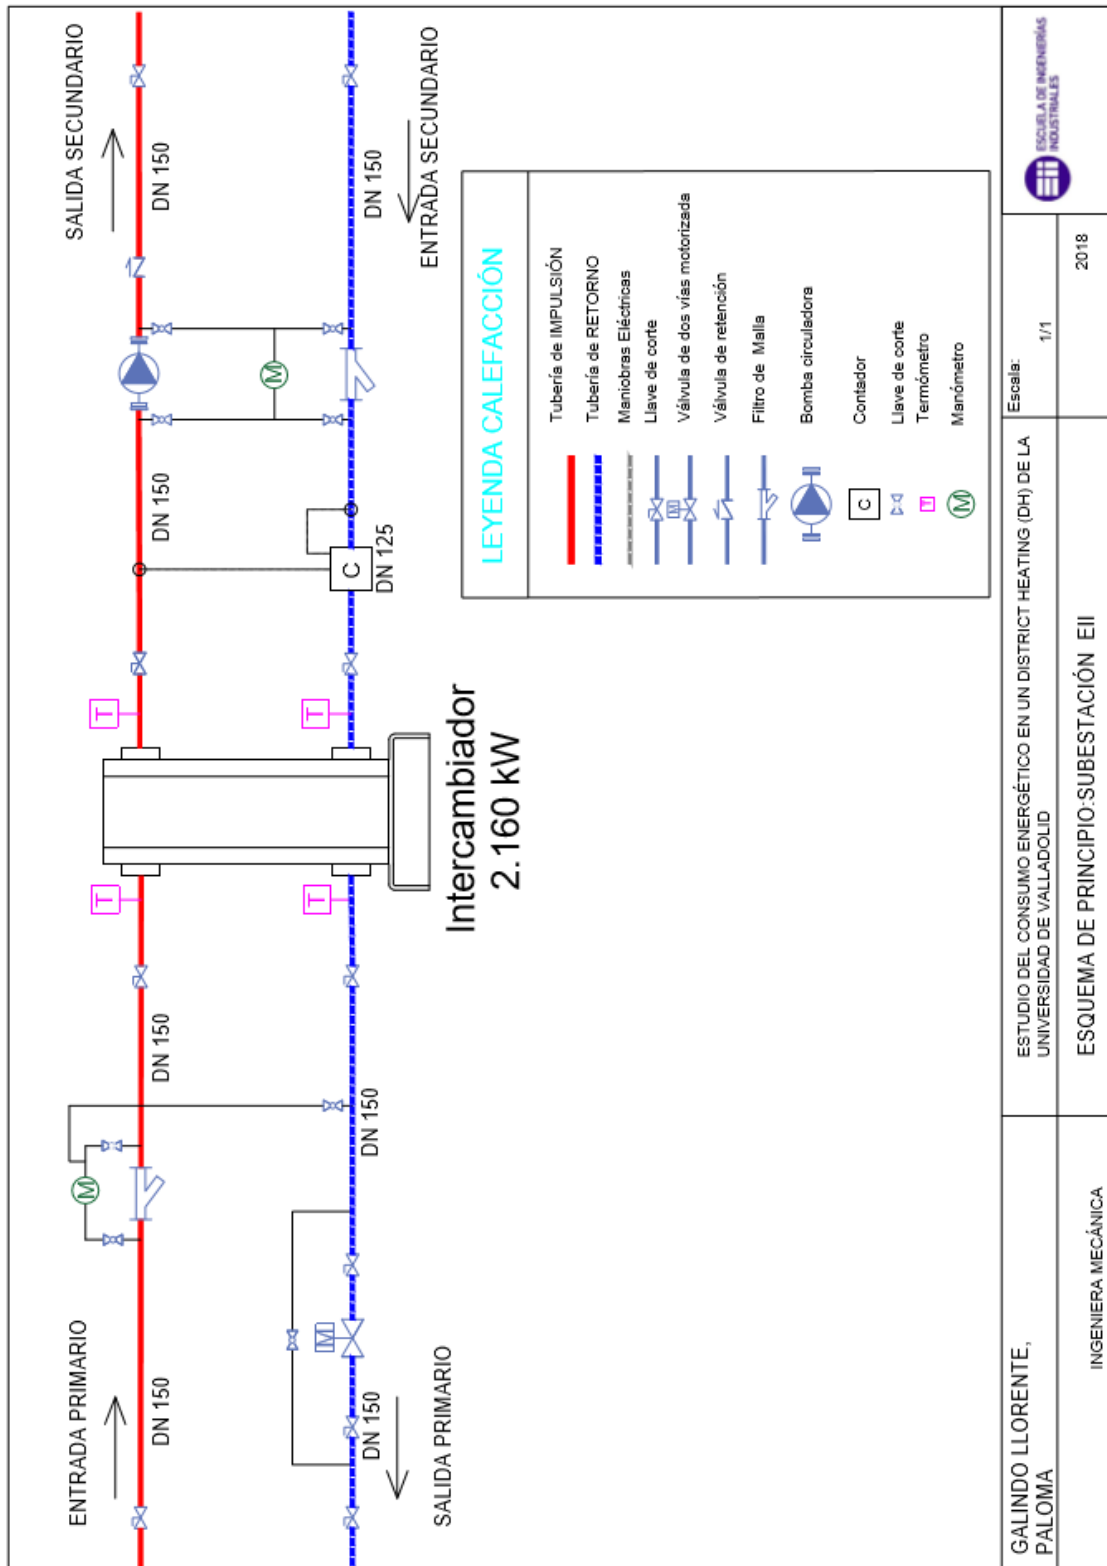 ENTRADA PRIMARIO
DN 150
M
DN 150
T
T
DN 150
DN 150
SALIDA SECUNDARIO
M
DN 150
M
DN 150
T
T
C
DN 125
M
DN 150
SALIDA PRIMARIO
ENTRADA SECUNDARIO
Intercambiador
2.160 kW
LEYENDA CALEFACCIÓN
Tubería de IMPULSIÓN
Tubería de RETORNO
Maniobras Eléctricas
Llave de corte
M
Válvula de dos vías motorizada
Válvula de retención
Filtro de Malla
Bomba circuladora
C
Contador
Llave de corte
T
Termómetro
M
Manómetro
GALINDO LLORENTE,
PALOMA
INGENIERA MECÁNICA
ESTUDIO DEL CONSUMO ENERGÉTICO EN UN DISTRICT HEATING (DH) DE LA
UNIVERSIDAD DE VALLADOLID
ESQUEMA DE PRINCIPIO:SUBESTACIÓN EII
Escala:
1/1
2018
ESCUELA DE INGENIERÍAS
INDUSTRIALES